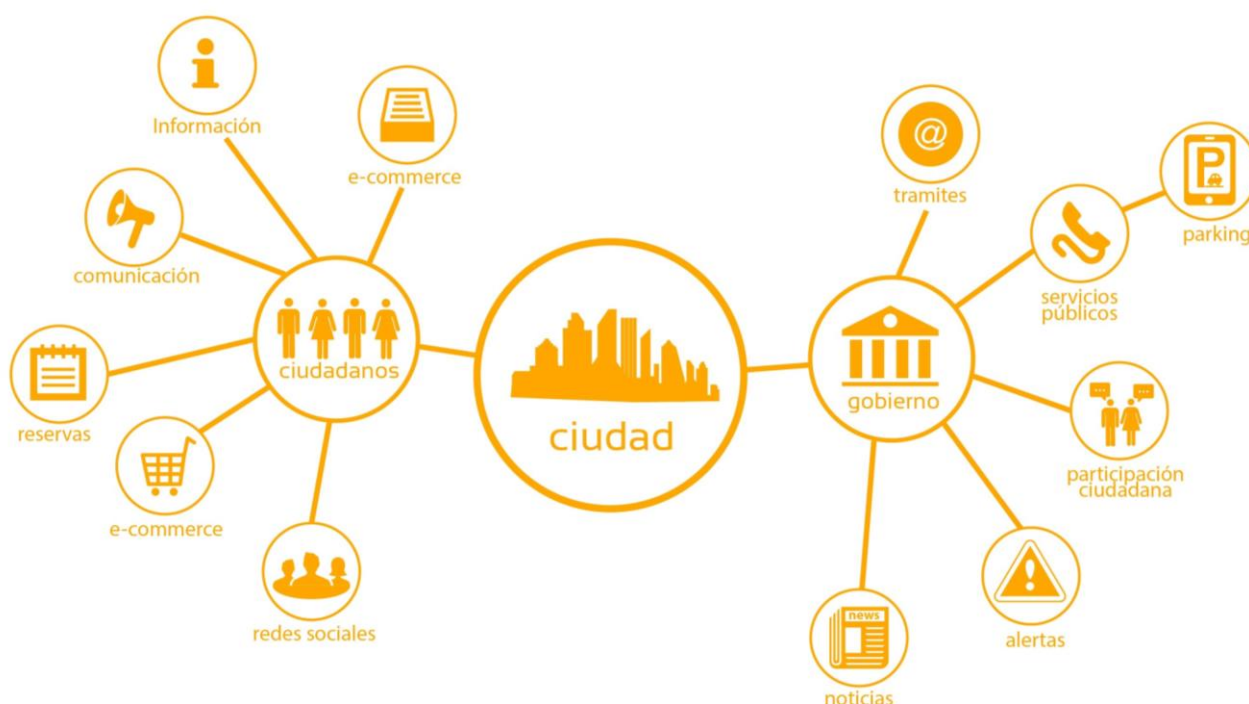 Información
e-commerce
comunicación
ciudadanos
reservas
e-commerce
redes sociales
ciudad
@
tramites
P
parking
servicios
públicos
gobierno
participación
ciudadana
alertas
news
noticias